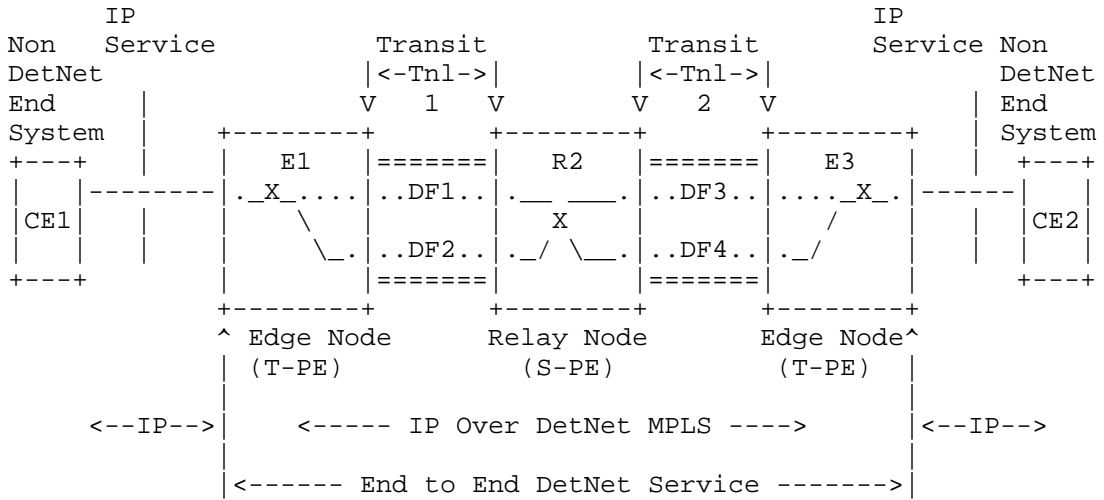 IP IP
Non Service Transit Transit Service Non
DetNet |<-Tnl->| |<-Tnl->| DetNet
End | V 1 V V 2 V | End
System | +--------+ +--------+ +--------+ | System
+---+ | | E1 |=======| R2 |=======| E3 | | +---+
| |--------|._X_....|..DF1..|.__ ___.|..DF3..|...._X_.|------| |
|CE1| | | \ | | X | | / | | |CE2|
| | | | \_.|..DF2..|._/ \__.|..DF4..|._/ | | | |
+---+ | |=======| |=======| | +---+
+--------+ +--------+ +--------+
^ Edge Node Relay Node Edge Node^
| (T-PE) (S-PE) (T-PE) |
| |
<--IP-->| <----- IP Over DetNet MPLS ----> |<--IP-->
| |
|<------ End to End DetNet Service ------->|